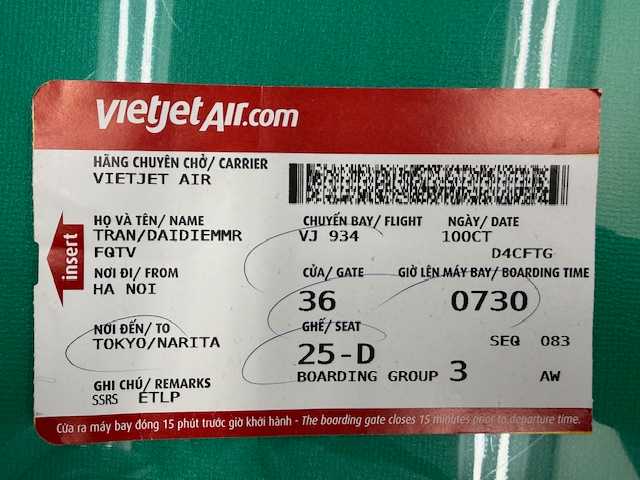 vietjetAir.com
HÃNG CHUYÊN CHỞ/ CARRIER
VIETJET AIR
HỌ VÀ TÊN/ NAME
TRAN/DAIDIEMMR
FQTV
CHUYẾN BAY/ FLIGHT
VJ 934
NGÀY/ DATE
10OCT
D4CFTG
insert
NƠI ĐI/ FROM
HA NOI
CỬA/ GATE
36
GIỜ LÊN MÁY BAY/ BOARDING TIME
0730
NƠI ĐẾN/ TO
TOKYO/NARITA
GHẾ/ SEAT
25-D
SEQ 083
BOARDING GROUP 3
AW
GHI CHÚ/ REMARKS
SSRS ETLP
Cửa ra máy bay đóng 15 phút trước giờ khởi hành - The boarding gate closes 15 minutes prior to departure time.